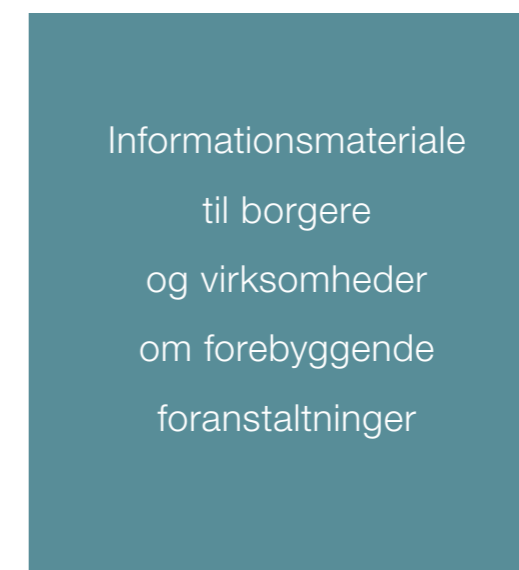 Informationsmateriale
til borgere
og virksomheder
om forebyggende
foranstaltninger